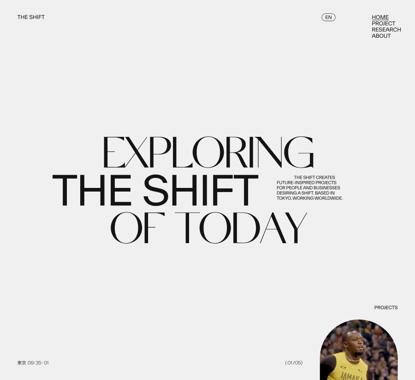 THE SHIFT
EN
HOME
PROJECT
RESEARCH
ABOUT
EXPLORING
THE SHIFT
OF TODAY
THE SHIFT CREATES
FUTURE-INSPIRED PROJECTS
FOR PEOPLE AND BUSINESSES
DESIRING A SHIFT. BASED IN
TOKYO, WORKING WORLDWIDE.
PROJECTS
東京 09:35:01
(01/05)
JAMAICA